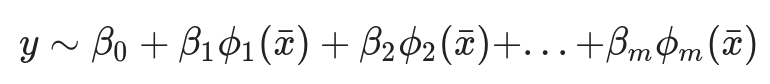 y ∼ β₀ + β₁ϕ₁(x̄) + β₂ϕ₂(x̄)+…+βₘϕₘ(x̄)